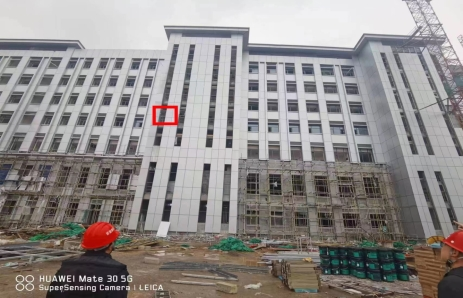 HUAWEI Mate 30 5G
SuperSensing Camera | LEICA